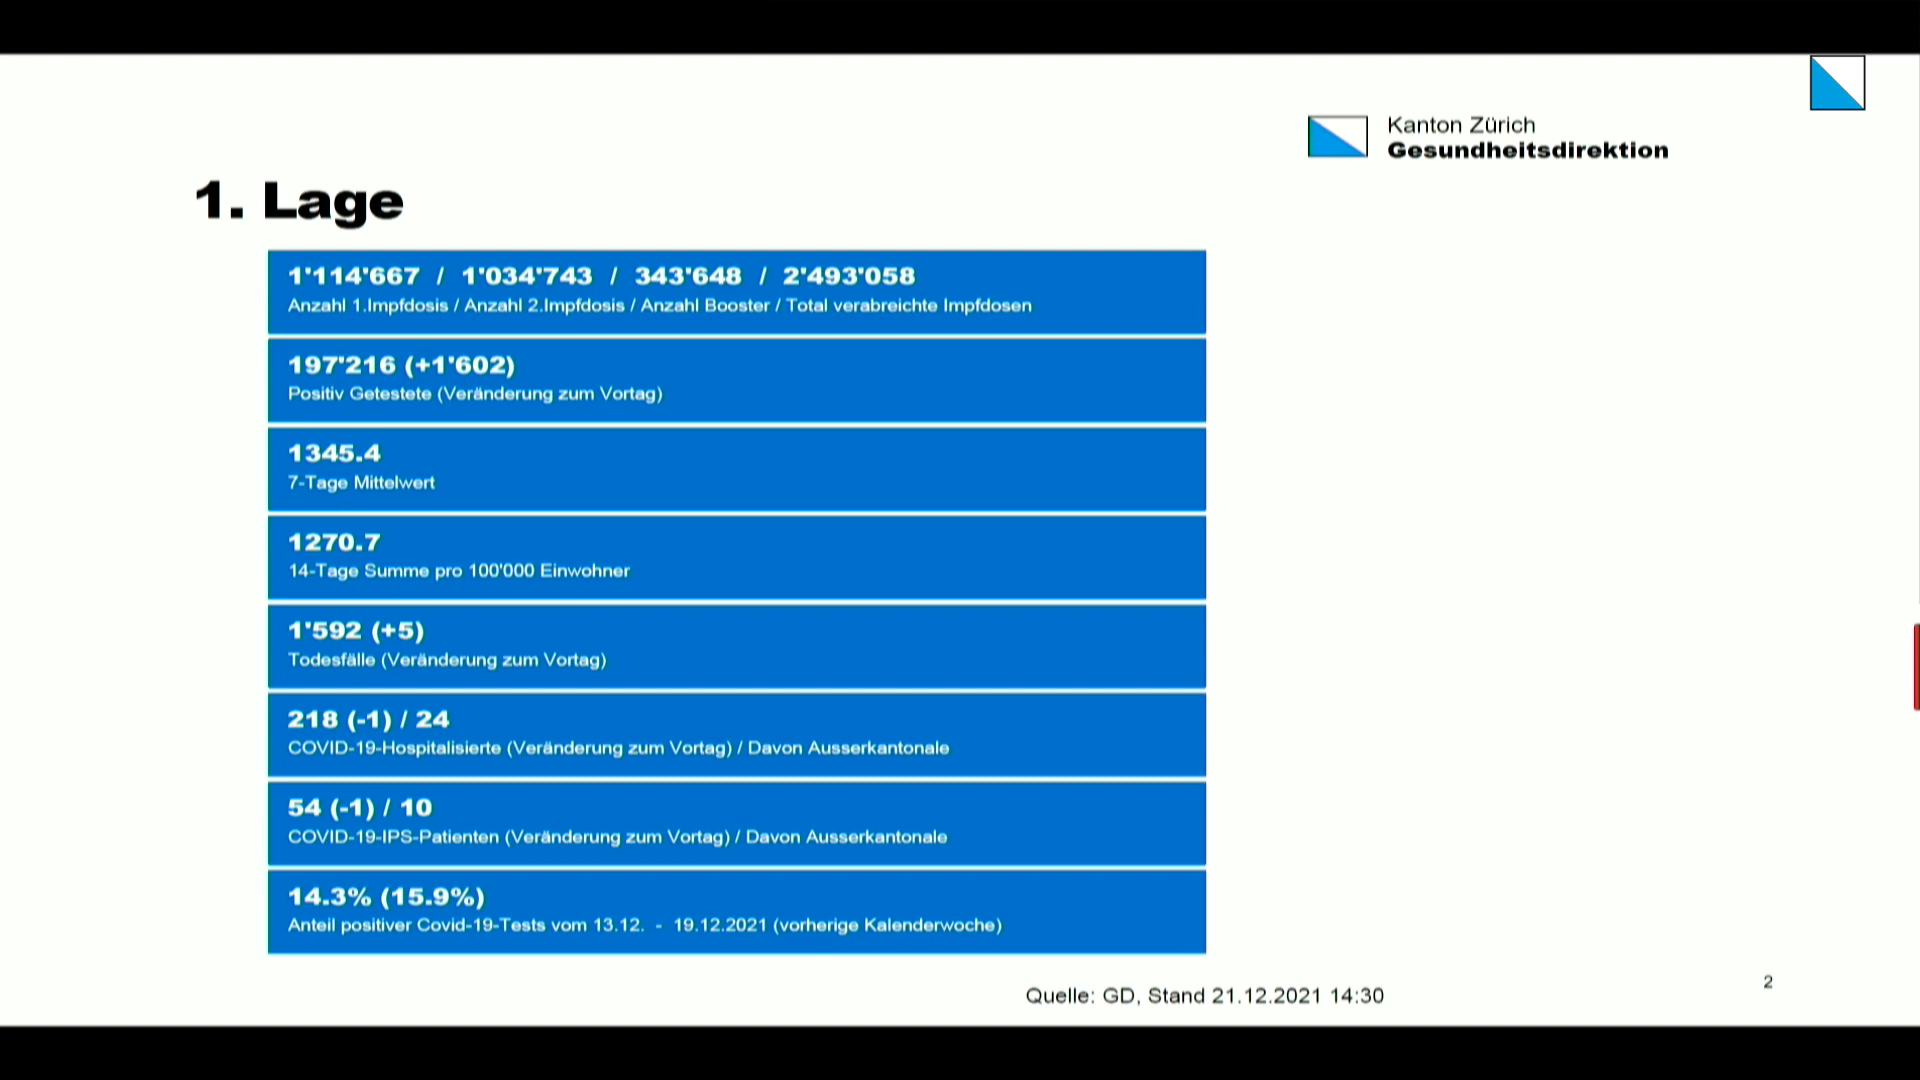 Kanton Zürich
Gesundheitsdirektion
1. Lage
1'114'667 / 1'034'743 / 343'648 / 2'493'058
Anzahl 1.Impfdosis / Anzahl 2.Impfdosis / Anzahl Booster / Total verabreichte Impfdosen
197'216 (+1'602)
Positiv Getestete (Veränderung zum Vortag)
1345.4
7-Tage Mittelwert
1270.7
14-Tage Summe pro 100'000 Einwohner
1'592 (+5)
Todesfälle (Veränderung zum Vortag)
218 (-1) / 24
COVID-19-Hospitalisierte (Veränderung zum Vortag) / Davon Ausserkantonale
54 (-1) / 10
COVID-19-IPS-Patienten (Veränderung zum Vortag) / Davon Ausserkantonale
14.3% (15.9%)
Anteil positiver Covid-19-Tests vom 13.12. - 19.12.2021 (vorherige Kalenderwoche)
Quelle: GD, Stand 21.12.2021 14:30
2